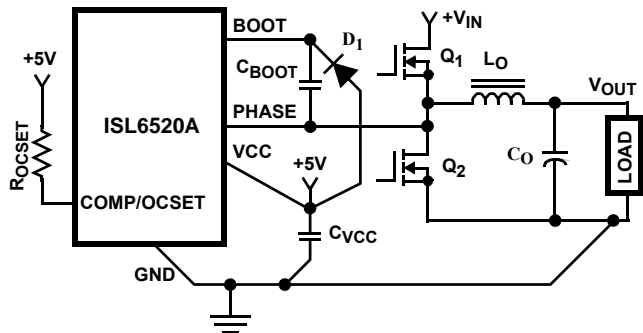 +5V
ROCSET
ISL6520A
COMP/OCSET
BOOT
PHASE
VCC
GND
CBOOT
D1
+5V
CVCC
+VIN
Q1
Q2
LO
VOUT
CO
LOAD